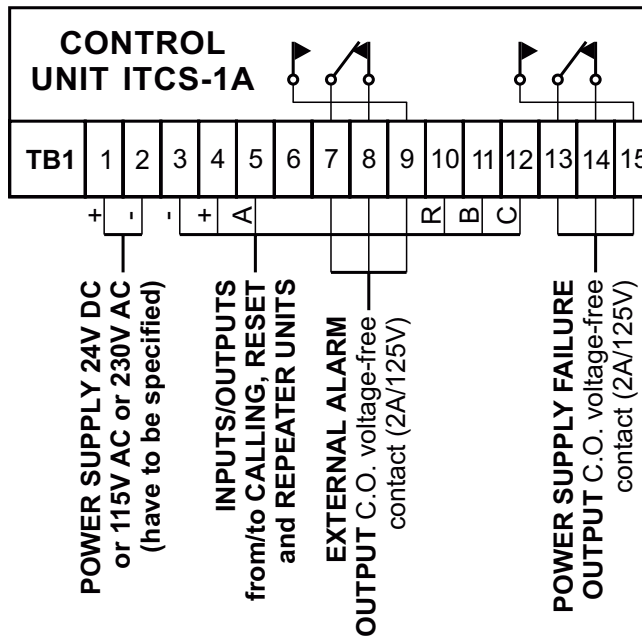 CONTROL
UNIT ITCS-1A
TB1 1 2 3 4 5 6 7 8 9 10 11 12 13 14 15
+ - - + A R B C
POWER SUPPLY 24V DC
or 115V AC or 230V AC
(have to be specified)
INPUTS/OUTPUTS
from/to CALLING, RESET
and REPEATER UNITS
EXTERNAL ALARM
OUTPUT C.O. voltage-free
contact (2A/125V)
POWER SUPPLY FAILURE
OUTPUT C.O. voltage-free
contact (2A/125V)